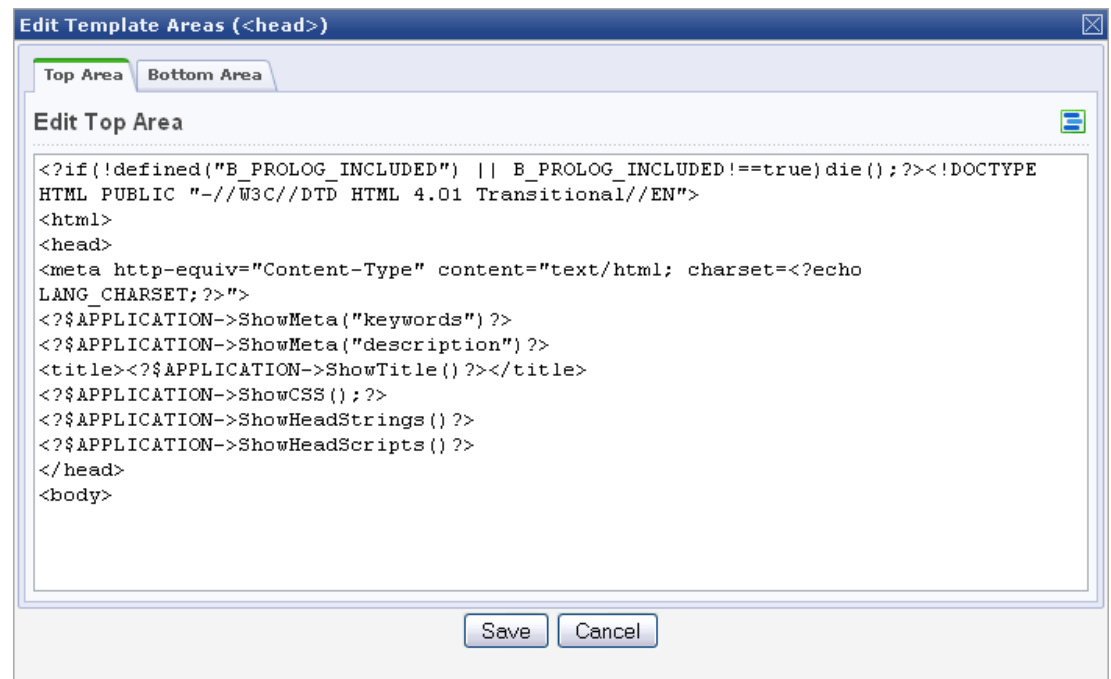 Edit Template Areas (<head>)
Top Area Bottom Area
Edit Top Area
<?if(!defined("B_PROLOG_INCLUDED") || B_PROLOG_INCLUDED!==true)die();?><!DOCTYPE
HTML PUBLIC "-//W3C//DTD HTML 4.01 Transitional//EN">
<html>
<head>
<meta http-equiv="Content-Type" content="text/html; charset=<?echo
LANG_CHARSET;?>">
<?$APPLICATION->ShowMeta("keywords")?>
<?$APPLICATION->ShowMeta("description")?>
<title><?$APPLICATION->ShowTitle()?></title>
<?$APPLICATION->ShowCSS();?>
<?$APPLICATION->ShowHeadStrings()?>
<?$APPLICATION->ShowHeadScripts()?>
</head>
<body>
Save Cancel